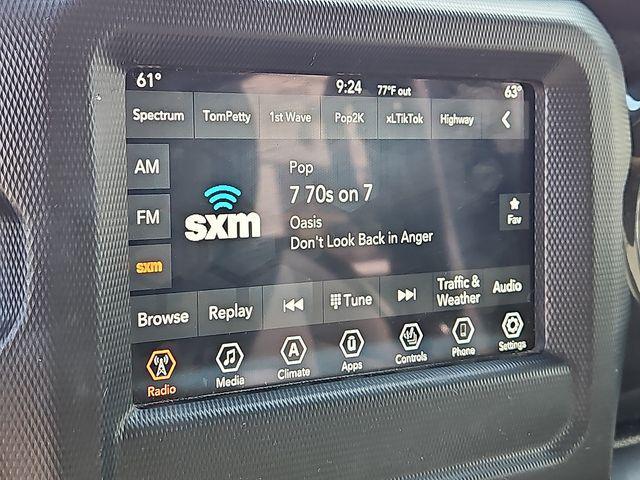 61°
9:24
77°F out
63°
Spectrum
TomPetty
1st Wave
Pop2K
xLTikTok
Highway
AM
FM
sxm
sxm
Pop
7 70s on 7
Oasis
Don't Look Back in Anger
Fav
Browse
Replay
Tune
Traffic &
Weather
Audio
Radio
Media
A
Climate
Apps
Controls
Phone
Settings